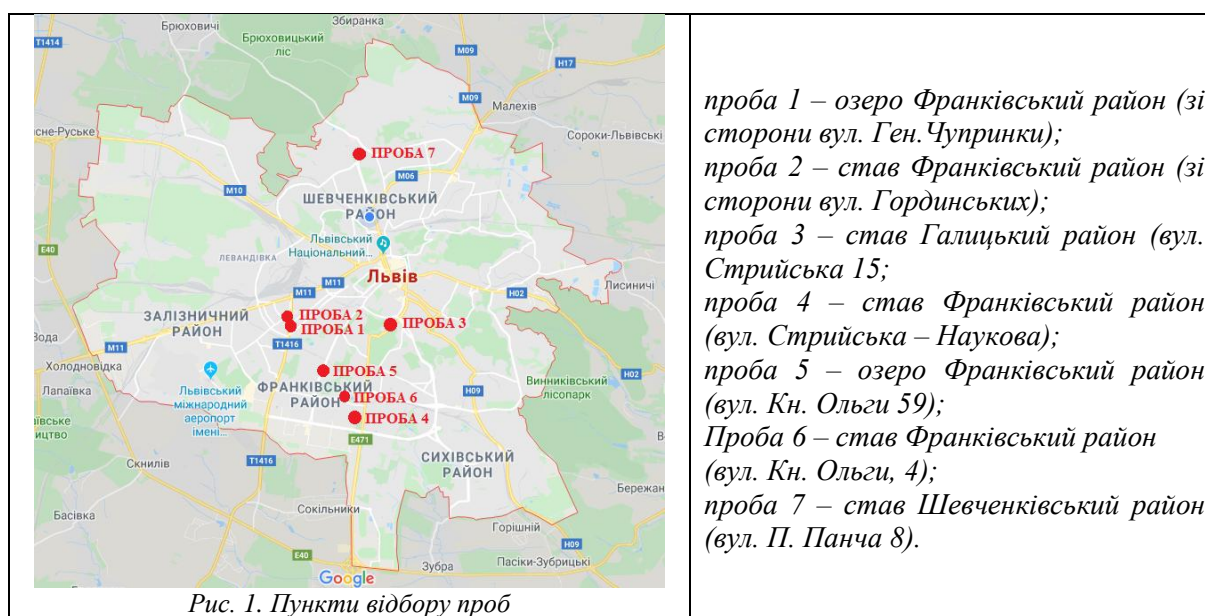 Брюховичі
Збиранка
T1414
Брюховицький
ліс
M09
H17
M09
Малехів
сне-Руське
Сороки-Львівські
ПРОБА 7
M06
M10
ШЕВЧЕНКІВСЬКИЙ
РАЙОН
E40
Львівський
Національний...
ЛЕВАНДІВКА
Львів
Лисиничі
M11
H02
M11
ЗАЛІЗНИЧНИЙ
РАЙОН
ПРОБА 2
ПРОБА 1
ПРОБА 3
Вода
M11
T1416
Холодновідка
ПРОБА 5
Лапаївка
Львівський
міжнародний
аеропорт
імені...
ФРАНКІВСЬКИЙ
РАЙОН
H09
Винниківський
лісопарк
H02
ПРОБА 6
ївське
ицтво
ПРОБА 4
E471
СИХІВСЬКИЙ
РАЙОН
Скнилів
T1416
Бережан
Басівка
Сокільники
Горішній
E40
H09
Зубра
Пасіки-Зубрицькі
Google
Рис. 1. Пункти відбору проб
проба 1 – озеро Франківський район (зі
сторони вул. Ген.Чупринки);
проба 2 – став Франківський район (зі
сторони вул. Гординських);
проба 3 – став Галицький район (вул.
Стрийська 15;
проба 4 – став Франківський район
(вул. Стрийська – Наукова);
проба 5 – озеро Франківський район
(вул. Кн. Ольги 59);
Проба 6 – став Франківський район
(вул. Кн. Ольги, 4);
проба 7 – став Шевченківський район
(вул. П. Панча 8).